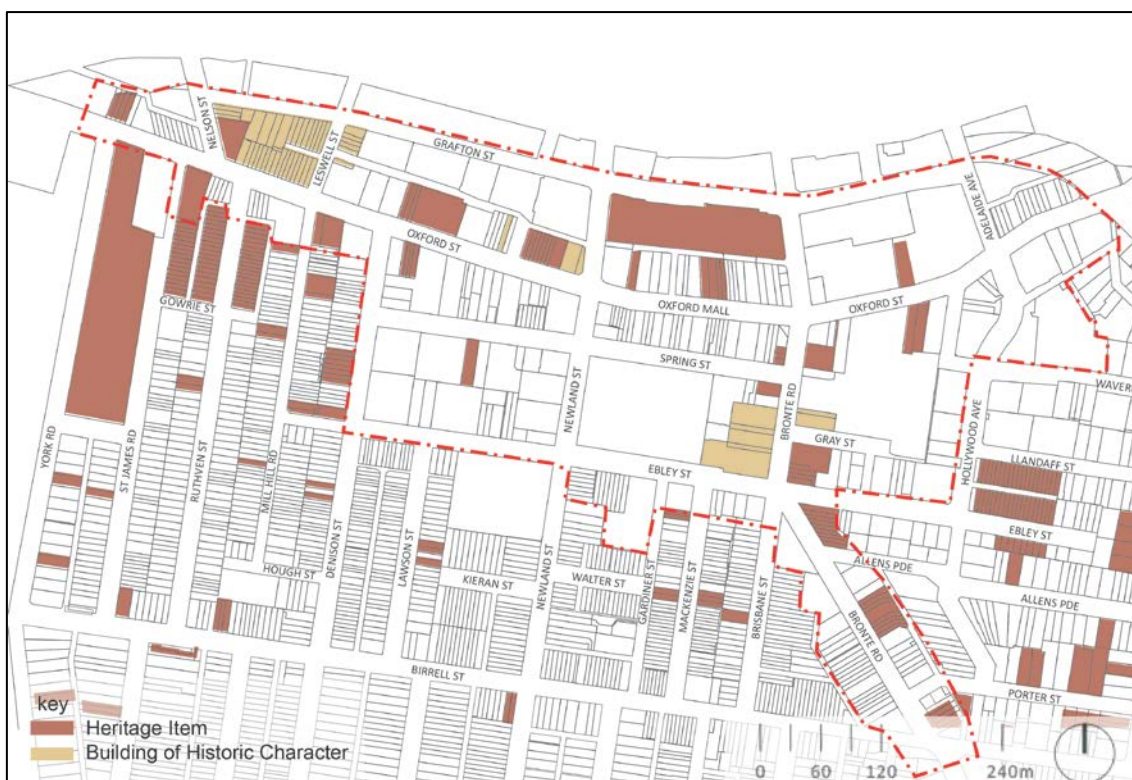 NELSON ST
LESWELL ST
GRAFTON ST
ADELAIDE AVE
OXFORD ST
OXFORD MALL
OXFORD ST
GOWRIE ST
SPRING ST
NEWLAND ST
BRONTE RD
WAVER
GRAY ST
HOLLYWOOD AVE
LLANDAFF ST
YORK RD
ST JAMES RD
RUTHVEN ST
MILL HILL RD
EBLEY ST
EBLEY ST
DENISON ST
LAWSON ST
HOUGH ST
KIERAN ST
NEWLAND ST
WALTER ST
GARDINER ST
MACKENZIE ST
BRISBANE ST
ALLENS PDE
ALLENS PDE
BRONTE RD
BIRRELL ST
PORTER ST
key
Heritage Item
Building of Historic Character
0 60 120 240m